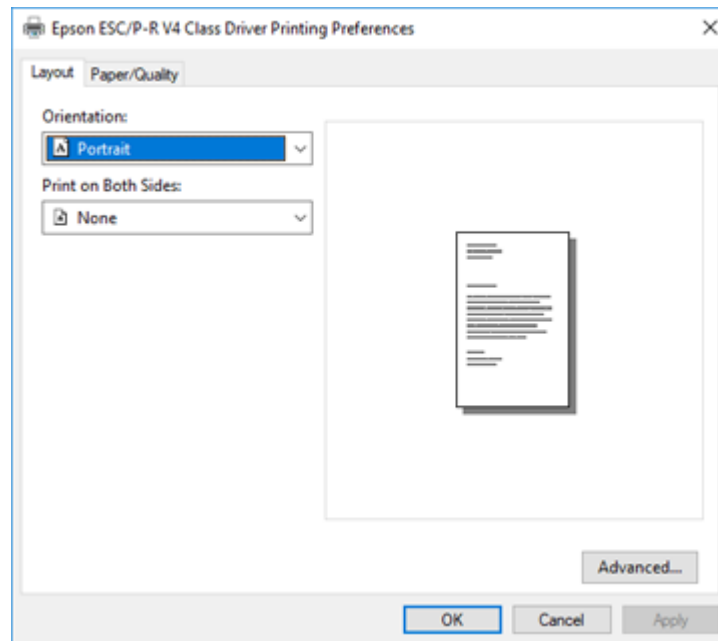 Epson ESC/P-R V4 Class Driver Printing Preferences
Layout Paper/Quality
Orientation:
Portrait
Print on Both Sides:
None
Advanced...
OK Cancel Apply